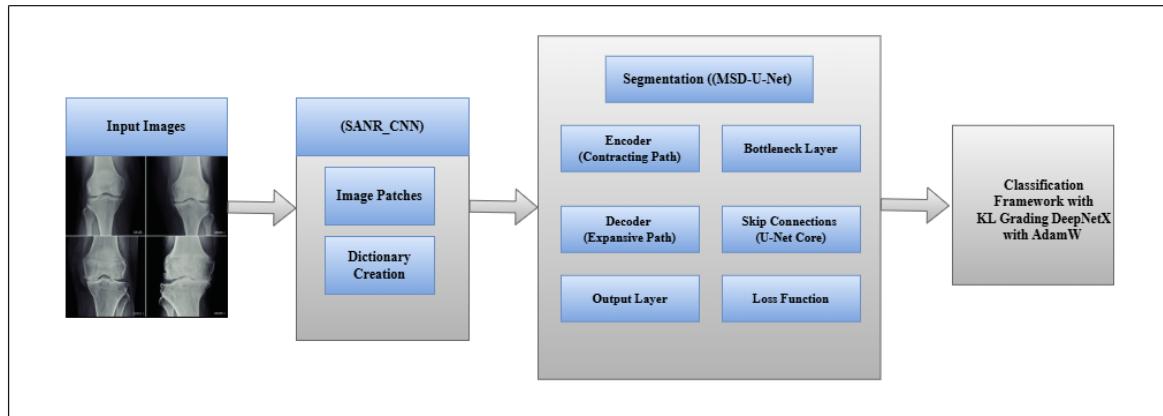 Input Images
(SANR_CNN)
Image Patches
Dictionary
Creation
Segmentation ((MSD-U-Net)
Encoder
(Contracting Path)
Bottleneck Layer
Decoder
(Expansive Path)
Skip Connections
(U-Net Core)
Output Layer
Loss Function
Classification
Framework with
KL Grading DeepNetX
with AdamW